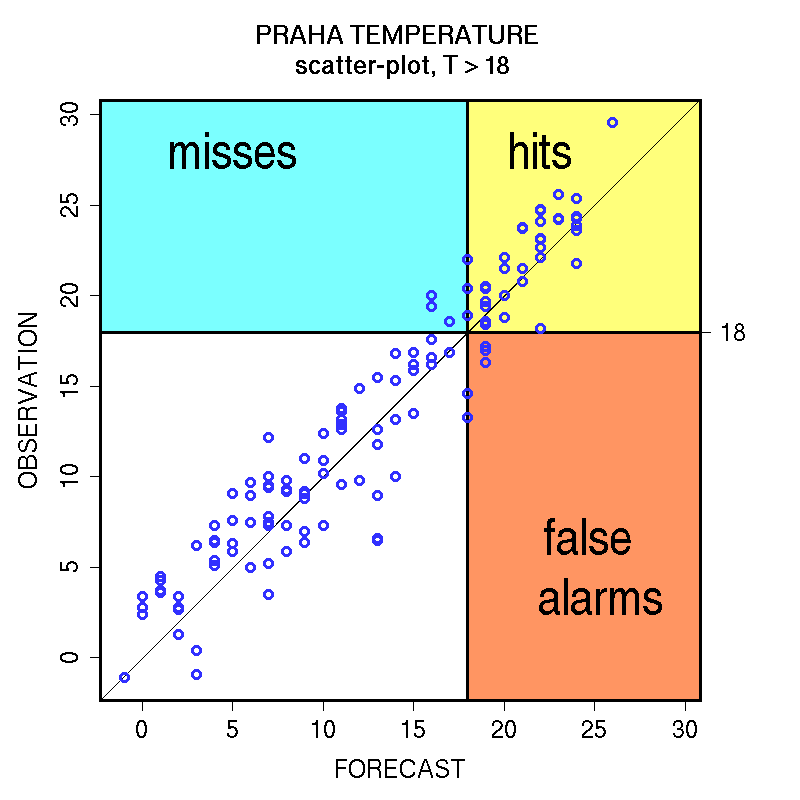 PRAHA TEMPERATURE
scatter-plot, T > 18
misses
hits
30
25
20
15
10
5
0
OBSERVATION
18
false
alarms
0 5 10 15 20 25 30
FORECAST